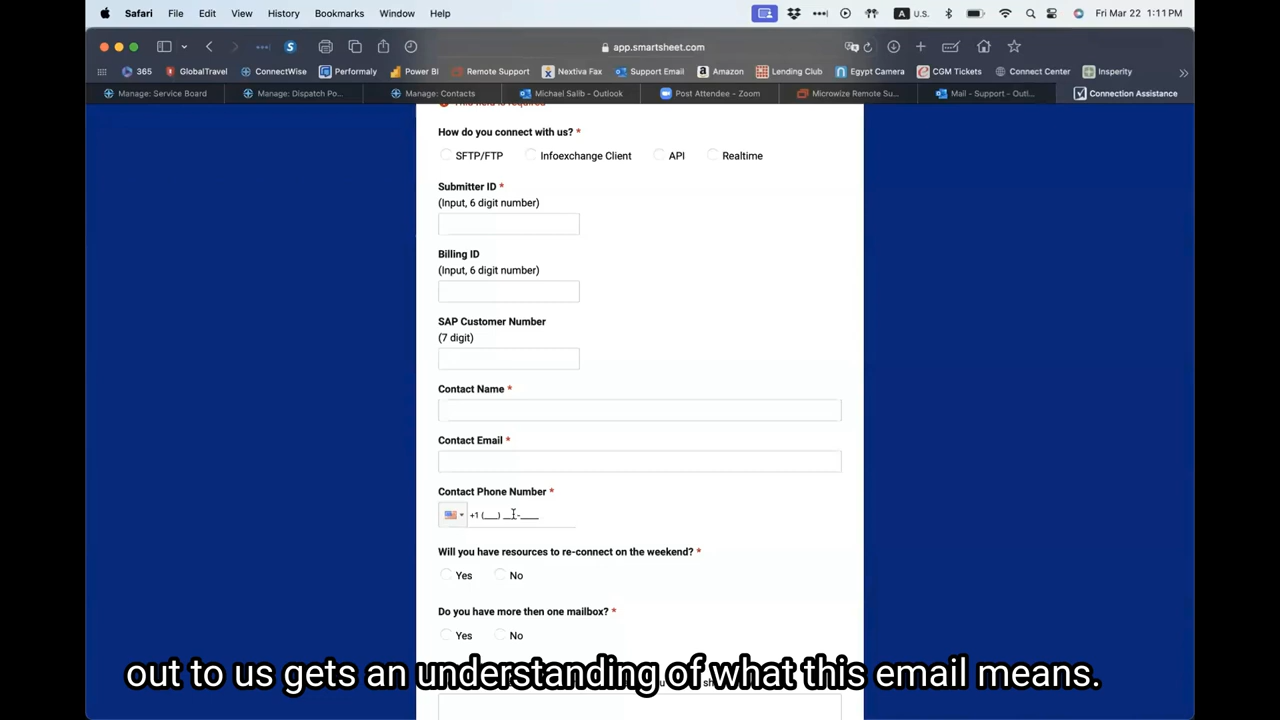 Safari File Edit View History Bookmarks Window Help A U.S. Fri Mar 22 1:11 PM
app.smartsheet.com
365 GlobalTravel ConnectWise Performaly Power BI Remote Support Nextiva Fax Support Email Amazon Lending Club Egypt Camera CGM Tickets Connect Center Insperity
Manage: Service Board Manage: Dispatch Po... Manage: Contacts Michael Salib – Outlook Post Attendee - Zoom Microwize Remote Su... Mail - Support - Outl... Connection Assistance
This field is required
How do you connect with us? *
SFTP/FTP Infoexchange Client API Realtime
Submitter ID *
(Input, 6 digit number)
Billing ID
(Input, 6 digit number)
SAP Customer Number
(7 digit)
Contact Name *
Contact Email *
Contact Phone Number *
+1 (___) ___-____
Will you have resources to re-connect on the weekend? *
Yes No
Do you have more then one mailbox? *
Yes No
out to us gets an understanding of what this email means.